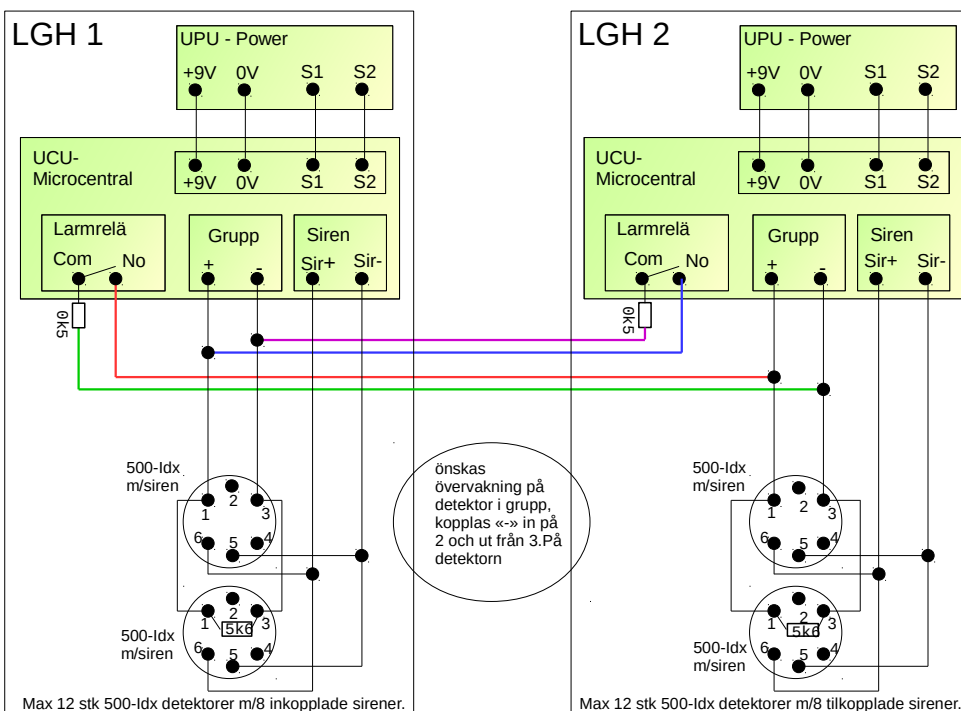 LGH 1
UPU - Power
+9V 0V S1 S2
UCU-
Microcentral
+9V 0V S1 S2
Larmrelä
Com No
Grupp
+ -
Siren
Sir+ Sir-
0k5
500-Idx
m/siren
1 2 3
6 5 4
500-Idx
m/siren
1 2 3
5k6
6 5 4
Max 12 stk 500-Idx detektorer m/8 inkopplade sirener.
önskas
övervakning på
detektor i grupp,
kopplas «-» in på
2 och ut från 3.På
detektorn
LGH 2
UPU - Power
+9V 0V S1 S2
UCU-
Microcentral
+9V 0V S1 S2
Larmrelä
Com No
Grupp
+ -
Siren
Sir+ Sir-
0k5
500-Idx
m/siren
1 2 3
6 5 4
500-Idx
m/siren
1 2 3
5k6
6 5 4
Max 12 stk 500-Idx detektorer m/8 tilkopplade sirener.